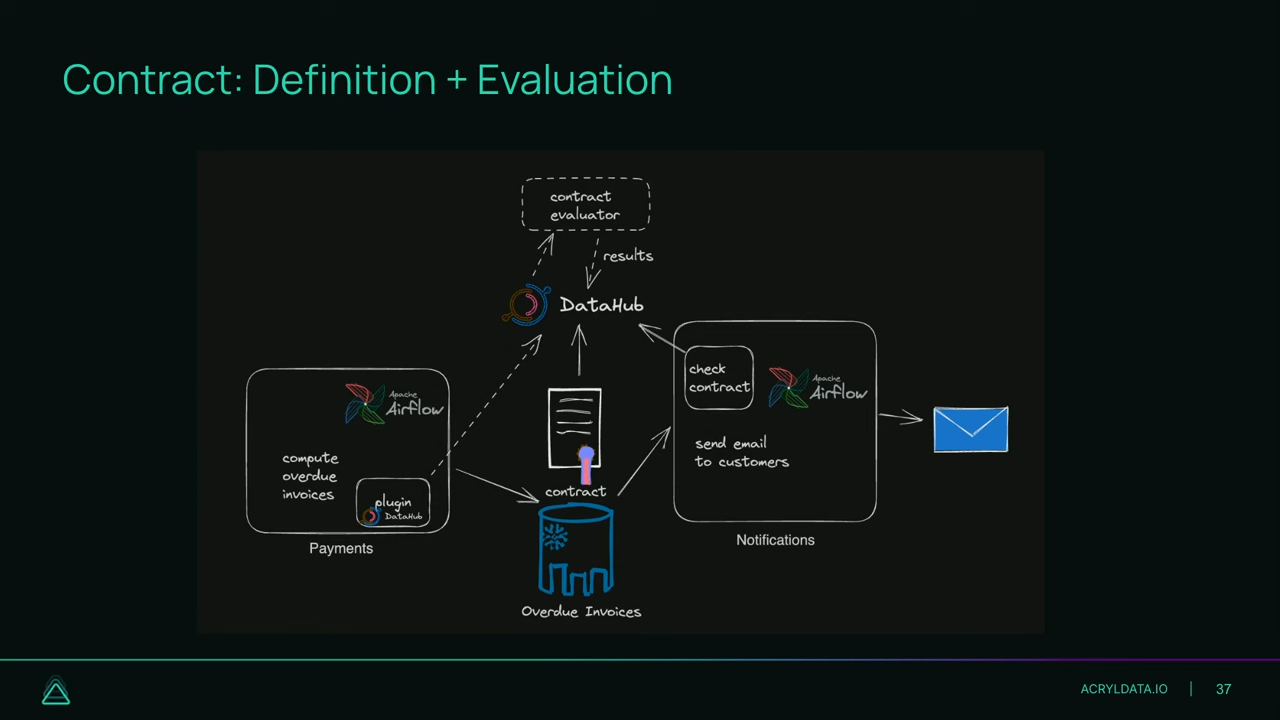 Contract: Definition + Evaluation
contract
evaluator
results
DataHub
Apache
Airflow
compute
overdue
invoices
plugin
DataHub
Payments
contract
Overdue Invoices
check
contract
Apache
Airflow
send email
to customers
Notifications
ACRYLDATA.IO | 37